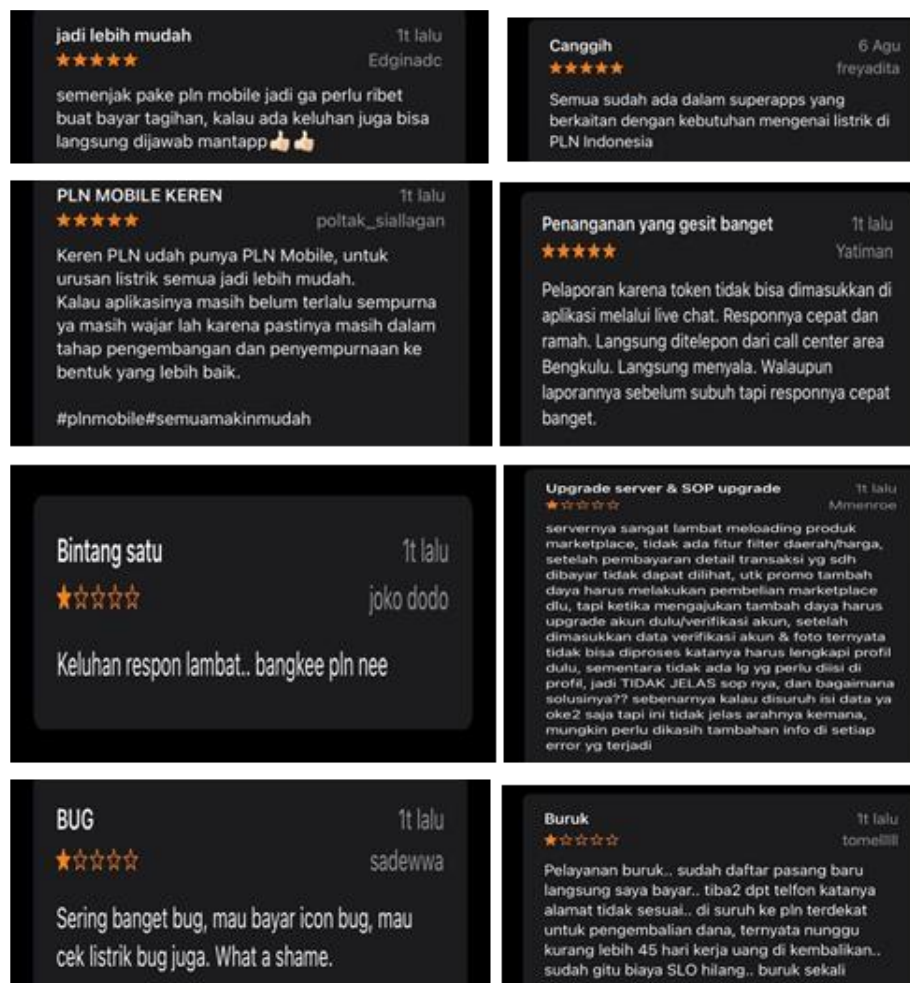 jadi lebih mudah
1t lalu
★★★★★
Edginadc
semenjak pake pln mobile jadi ga perlu ribet
buat bayar tagihan, kalau ada keluhan juga bisa
langsung dijawab mantapp👍🏻👍🏻
Canggih
6 Agu
★★★★★
freyadita
Semua sudah ada dalam superapps yang
berkaitan dengan kebutuhan mengenai listrik di
PLN Indonesia
PLN MOBILE KEREN
1t lalu
★★★★★
poltak_siallagan
Keren PLN udah punya PLN Mobile, untuk
urusan listrik semua jadi lebih mudah.
Kalau aplikasinya masih belum terlalu sempurna
ya masih wajar lah karena pastinya masih dalam
tahap pengembangan dan penyempurnaan ke
bentuk yang lebih baik.
#plnmobile#semuamakinmudah
Penanganan yang gesit banget
1t lalu
★★★★★
Yatiman
Pelaporan karena token tidak bisa dimasukkan di
aplikasi melalui live chat. Responnya cepat dan
ramah. Langsung ditelepon dari call center area
Bengkulu. Langsung menyala. Walaupun
laporannya sebelum subuh tapi responnya cepat
banget.
Bintang satu
1t lalu
★☆☆☆☆
joko dodo
Keluhan respon lambat.. bangkee pln nee
Upgrade server & SOP upgrade
1t lalu
★☆☆☆☆
Mmenroe
servernya sangat lambat meloading produk
marketplace, tidak ada fitur filter daerah/harga,
setelah pembayaran detail transaksi yg sdh
dibayar tidak dapat dilihat, utk promo tambah
daya harus melakukan pembelian marketplace
dlu, tapi ketika mengajukan tambah daya harus
upgrade akun dulu/verifikasi akun, setelah
dimasukkan data verifikasi akun & foto ternyata
tidak bisa diproses katanya harus lengkapi profil
dulu, sementara tidak ada lg yg perlu diisi di
profil, jadi TIDAK JELAS sop nya, dan bagaimana
solusinya?? sebenarnya kalau disuruh isi data ya
oke2 saja tapi ini tidak jelas arahnya kemana,
mungkin perlu dikasih tambahan info di setiap
error yg terjadi
BUG
1t lalu
★☆☆☆☆
sadewwa
Sering banget bug, mau bayar icon bug, mau
cek listrik bug juga. What a shame.
Buruk
1t lalu
★☆☆☆☆
Pelayanan buruk.. sudah daftar pasang baru
langsung saya bayar.. tiba2 dpt telfon katanya
alamat tidak sesuai.. di suruh ke pln terdekat
untuk pengembalian dana, ternyata nunggu
kurang lebih 45 hari kerja uang di kembalikan..
sudah gitu biaya SLO hilang.. buruk sekali